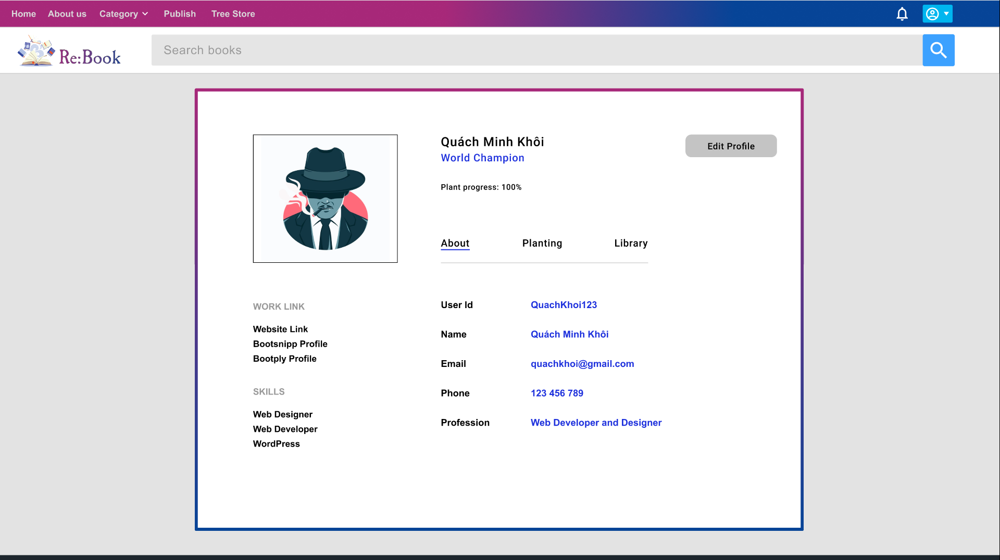 Home About us Category Publish Tree Store
Re:Book
Search books
Quách Minh Khôi
World Champion
Edit Profile
Plant progress: 100%
About Planting Library
WORK LINK
Website Link
Bootsnipp Profile
Bootply Profile
SKILLS
Web Designer
Web Developer
WordPress
User Id QuachKhoi123
Name Quách Minh Khôi
Email quachkhoi@gmail.com
Phone 123 456 789
Profession Web Developer and Designer